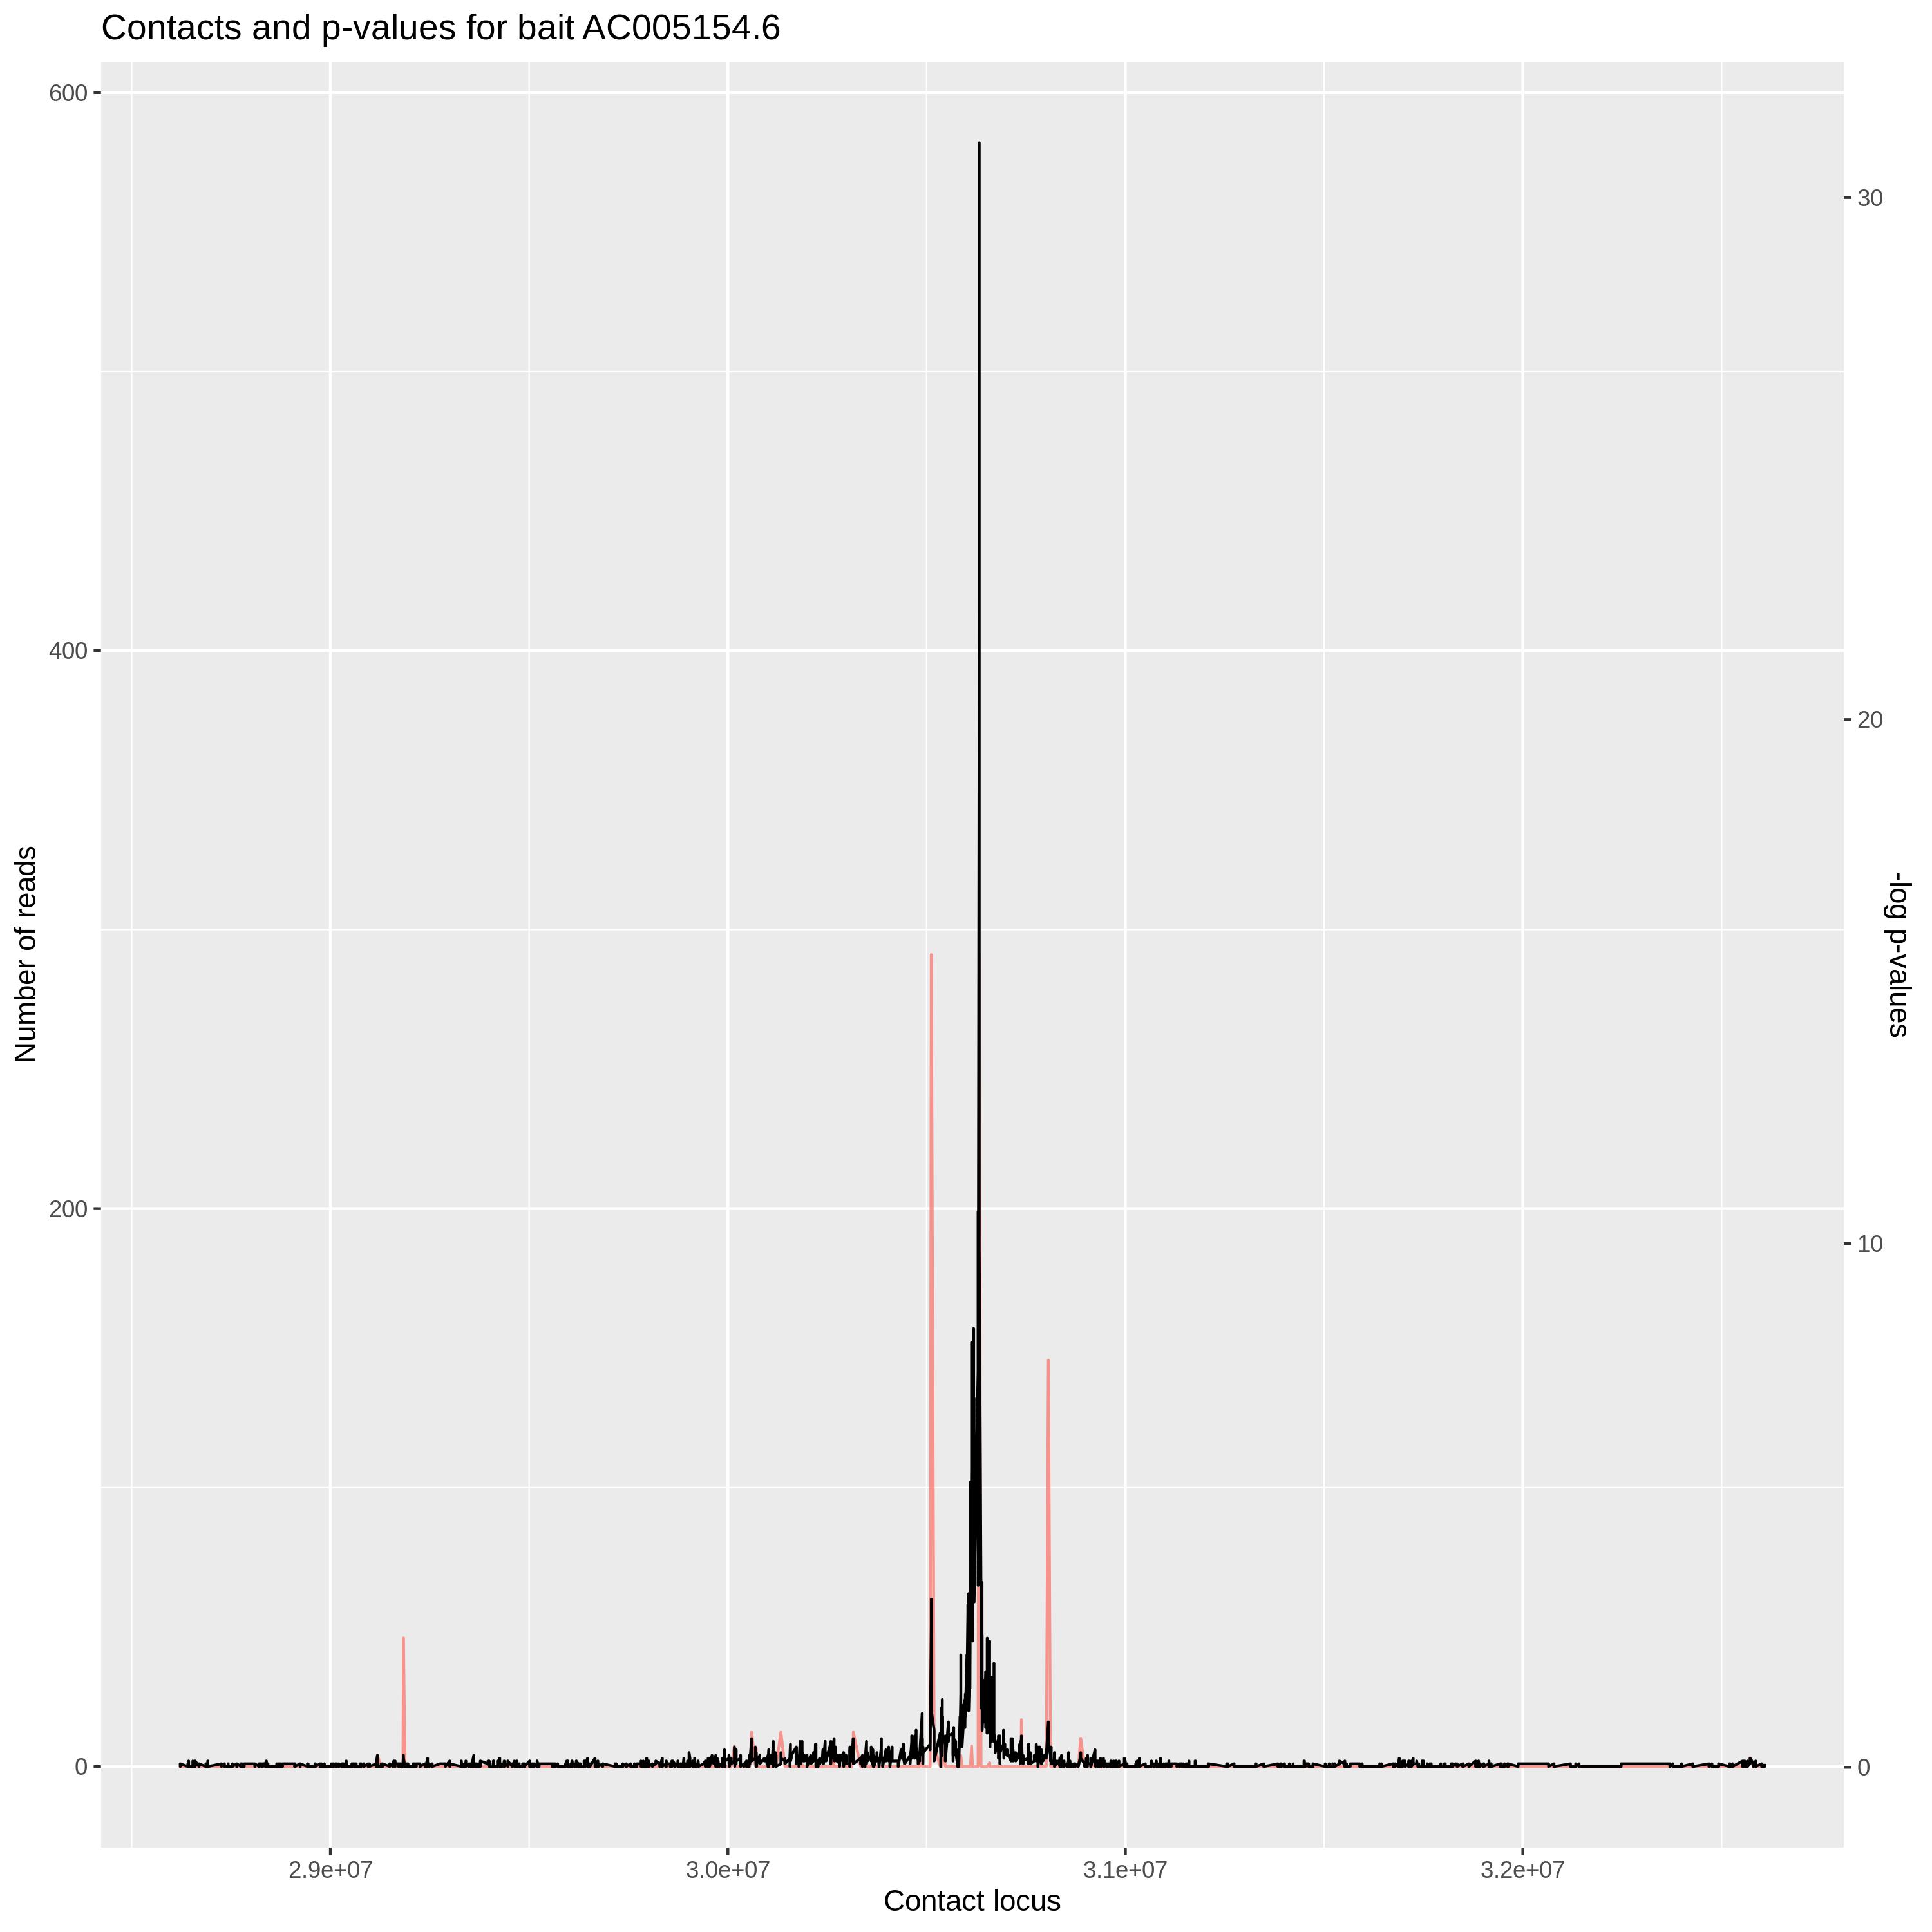 Contacts and p-values for bait AC005154.6
600
400
200
0
30
20
10
0
Number of reads
-log p-values
2.9e+07
3.0e+07
3.1e+07
3.2e+07
Contact locus